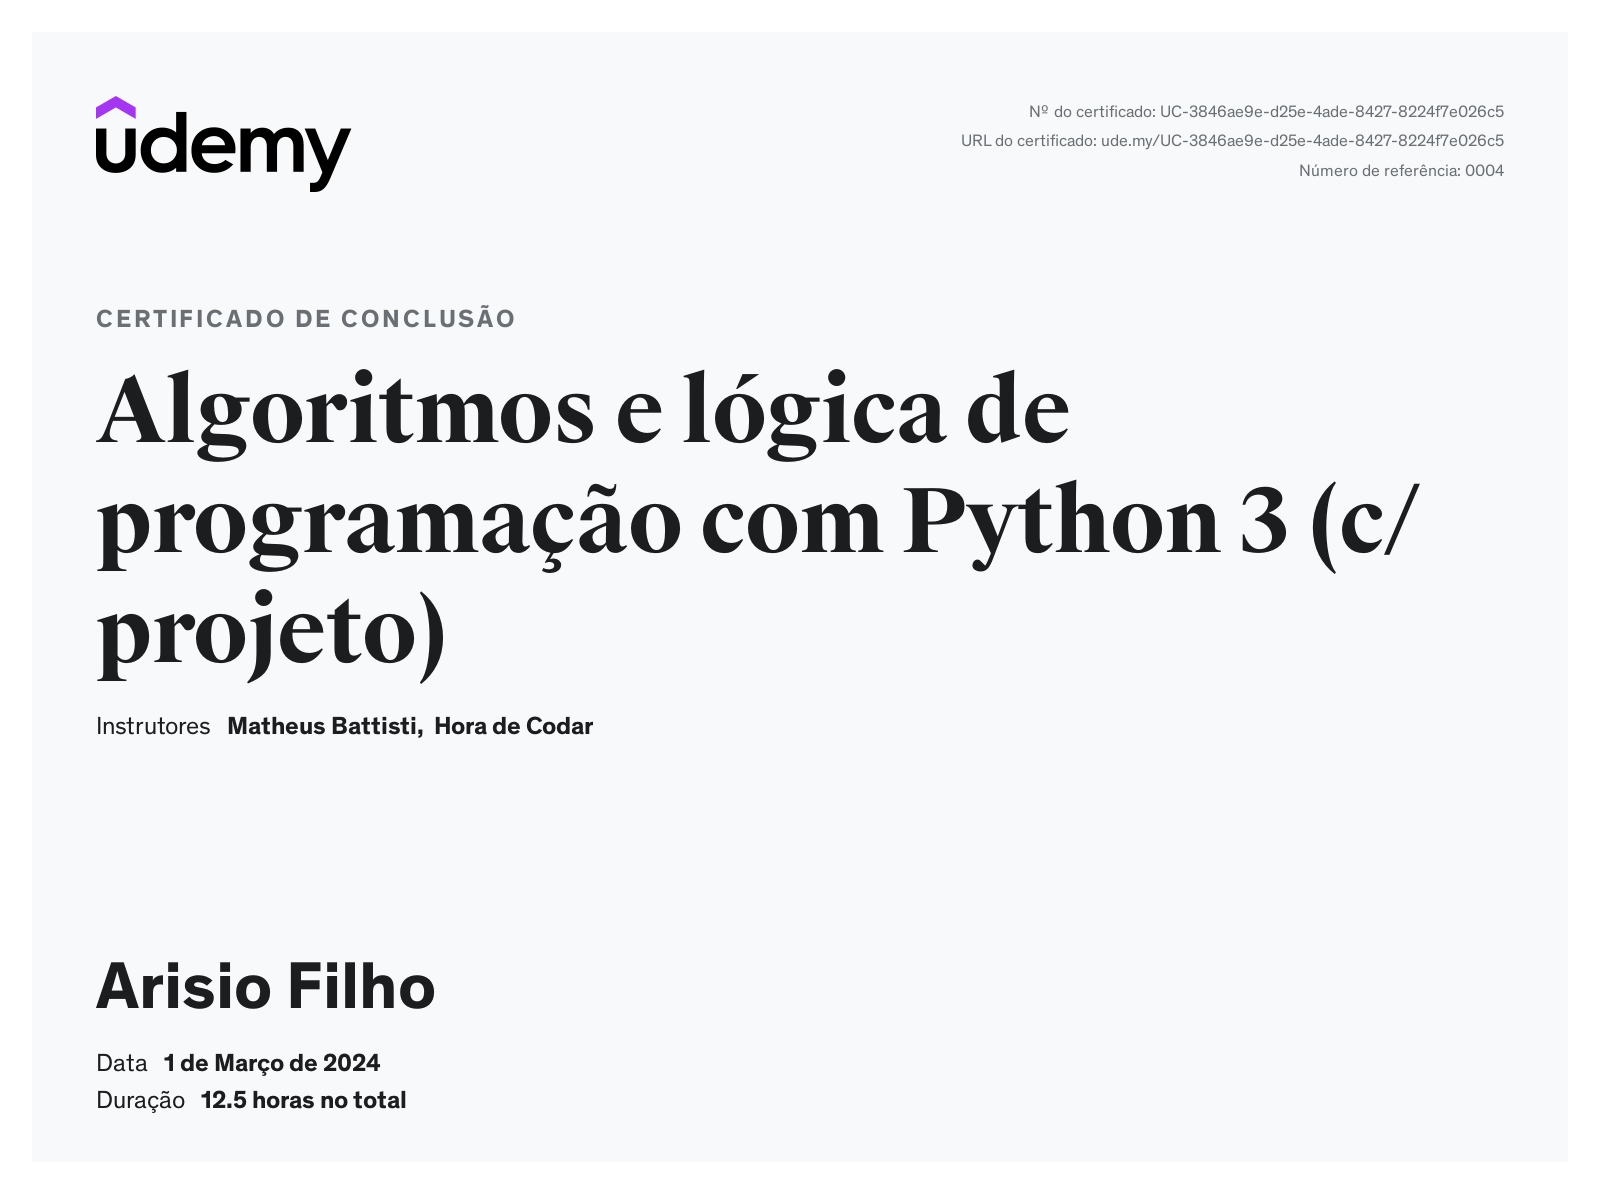 udemy
Nº do certificado: UC-3846ae9e-d25e-4ade-8427-8224f7e026c5
URL do certificado: ude.my/UC-3846ae9e-d25e-4ade-8427-8224f7e026c5
Número de referência: 0004
CERTIFICADO DE CONCLUSÃO
Algoritmos e lógica de
programação com Python 3 (c/
projeto)
Instrutores Matheus Battisti, Hora de Codar
Arisio Filho
Data 1 de Março de 2024
Duração 12.5 horas no total